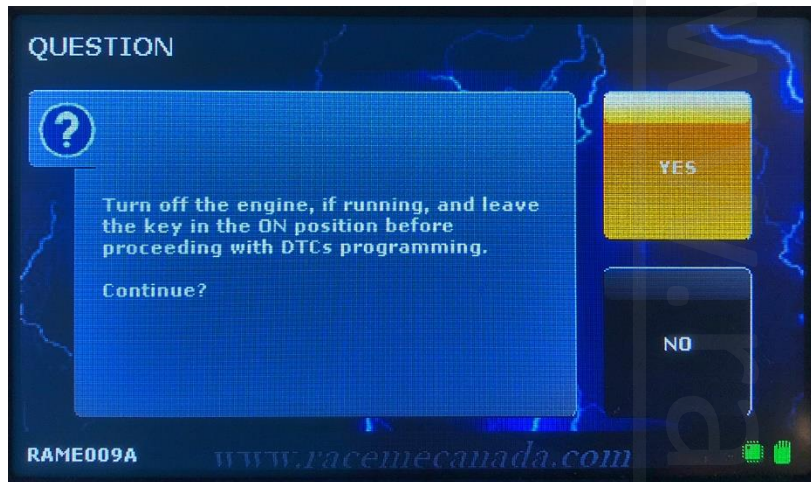 QUESTION
?
YES
Turn off the engine, if running, and leave
the key in the ON position before
proceeding with DTCs programming.
Continue?
NO
RAME009A
www.racemecanada.com